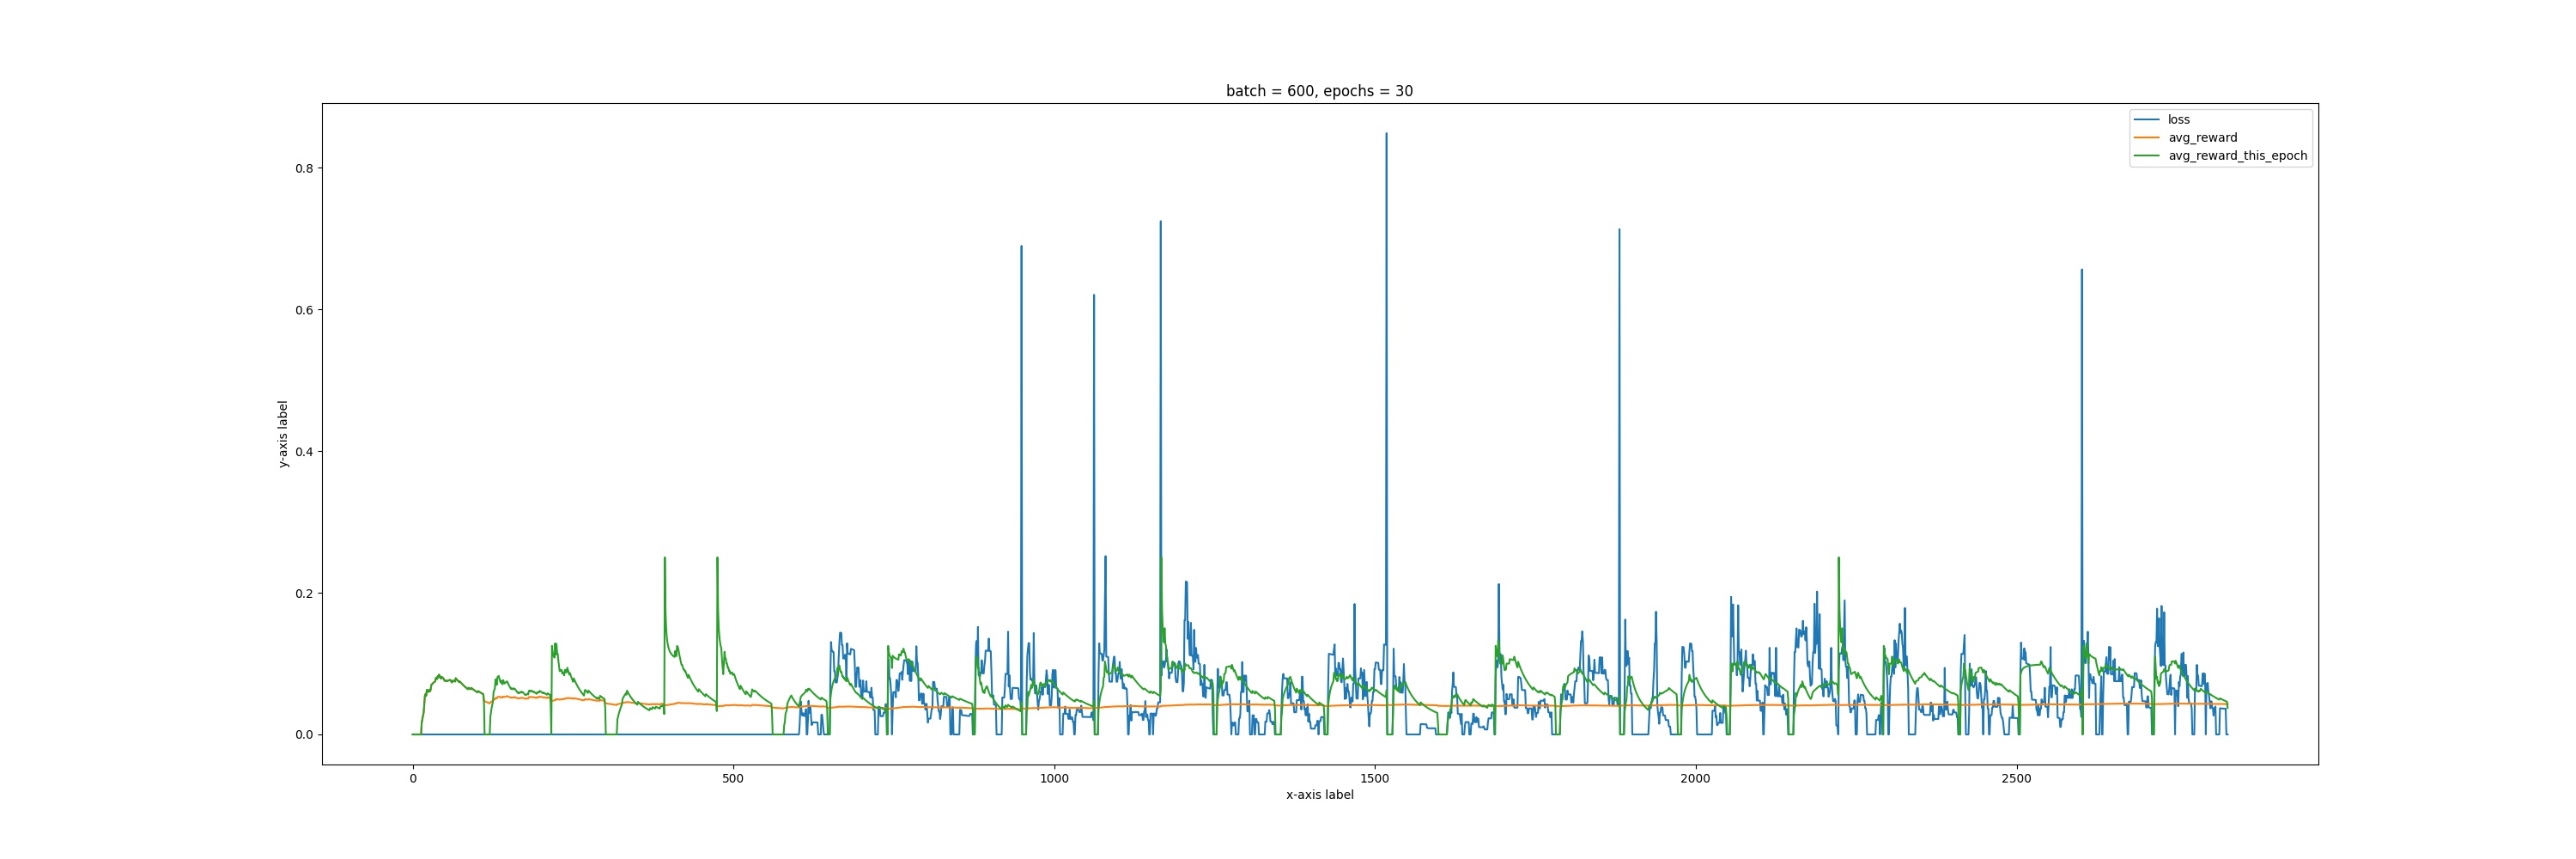 batch = 600, epochs = 30
loss
avg_reward
avg_reward_this_epoch
0.8
0.6
0.4
0.2
0.0
y-axis label
0
500
1000
1500
2000
2500
x-axis label